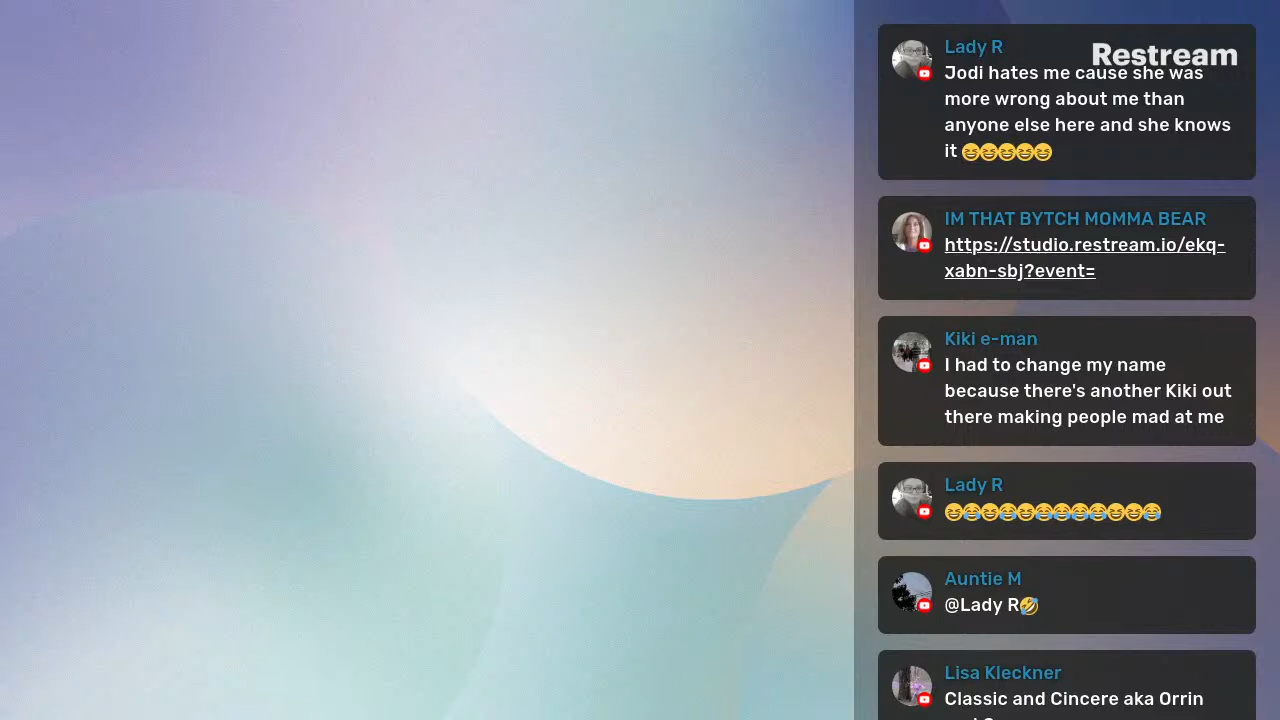 Restream
Lady R
Jodi hates me cause she was
more wrong about me than
anyone else here and she knows
it 😆😆😆😆😆
IM THAT BYTCH MOMMA BEAR
https://studio.restream.io/ekq-
xabn-sbj?event=
Kiki e-man
I had to change my name
because there's another Kiki out
there making people mad at me
Lady R
😆😂😆😂😆😂😂😂😂😆😆😂
Auntie M
@Lady R🤣
Lisa Kleckner
Classic and Cincere aka Orrin